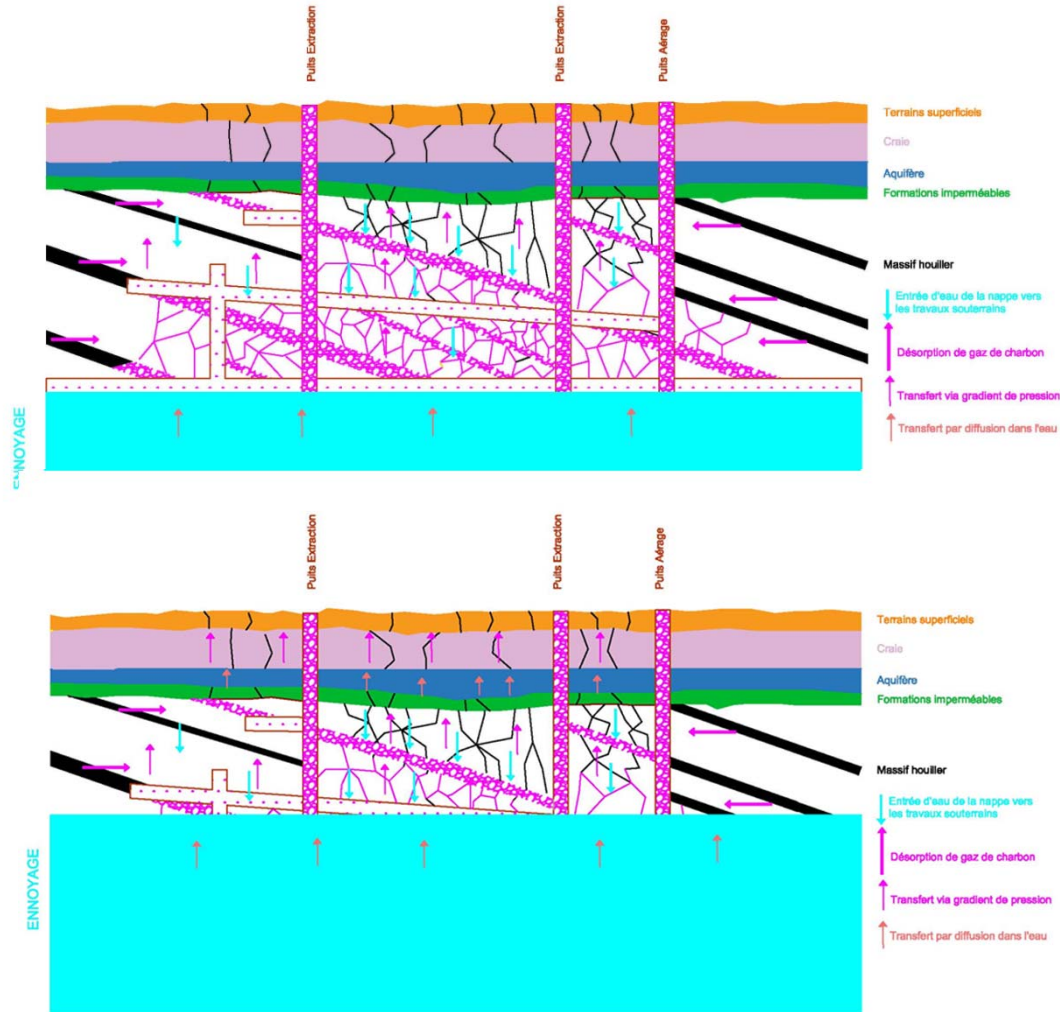 Puits Extraction
Puits Extraction
Puits Aérage
Terrains superficiels
Craie
Aquifère
Formations imperméables
Massif houiller
Entrée d'eau de la nappe vers
les travaux souterrains
Désorption de gaz de charbon
Transfert via gradient de pression
Transfert par diffusion dans l'eau
ENNOYAGE
Puits Extraction
Puits Extraction
Puits Aérage
Terrains superficiels
Craie
Aquifère
Formations imperméables
Massif houiller
Entrée d'eau de la nappe vers
les travaux souterrains
Désorption de gaz de charbon
Transfert via gradient de pression
Transfert par diffusion dans l'eau
ENNOYAGE